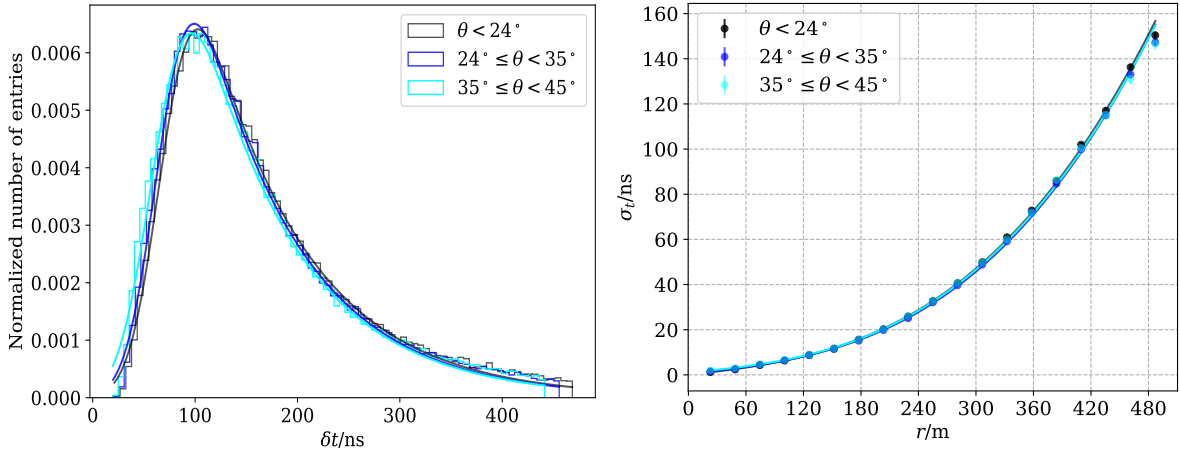 Normalized number of entries
0.006
0.005
0.004
0.003
0.002
0.001
0.000
0 100 200 300 400
δt/ns
θ < 24°
24° ≤ θ < 35°
35° ≤ θ < 45°
σt/ns
160
140
120
100
80
60
40
20
0
0 60 120 180 240 300 360 420 480
r/m
θ < 24°
24° ≤ θ < 35°
35° ≤ θ < 45°